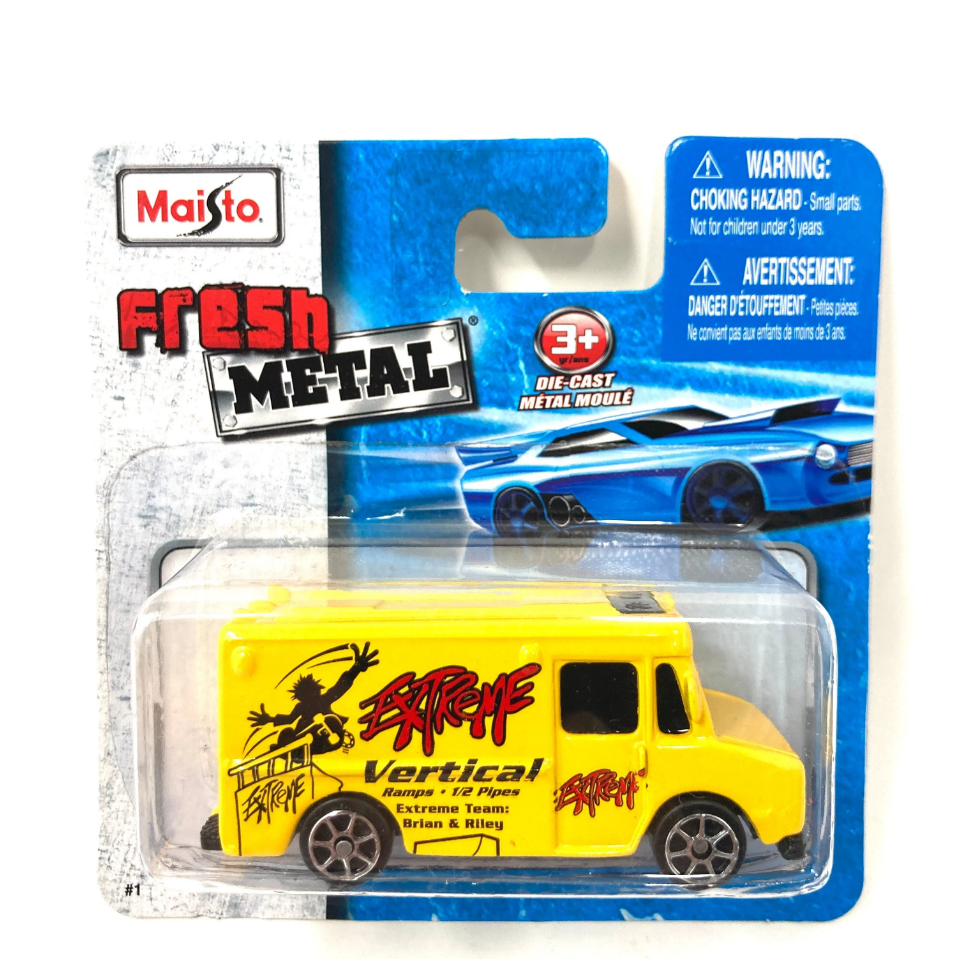 Maisto®
Fresh
METAL®
3+
yr/ans
DIE-CAST
MÉTAL MOULÉ
WARNING:
CHOKING HAZARD - Small parts.
Not for children under 3 years.
AVERTISSEMENT:
DANGER D'ÉTOUFFEMENT - Petites pièces.
Ne convient pas aux enfants de moins de 3 ans.
EXTREME
Vertical
Ramps • 1/2 Pipes
Extreme Team:
Brian & Riley
EXTREME
EXTREME
#1